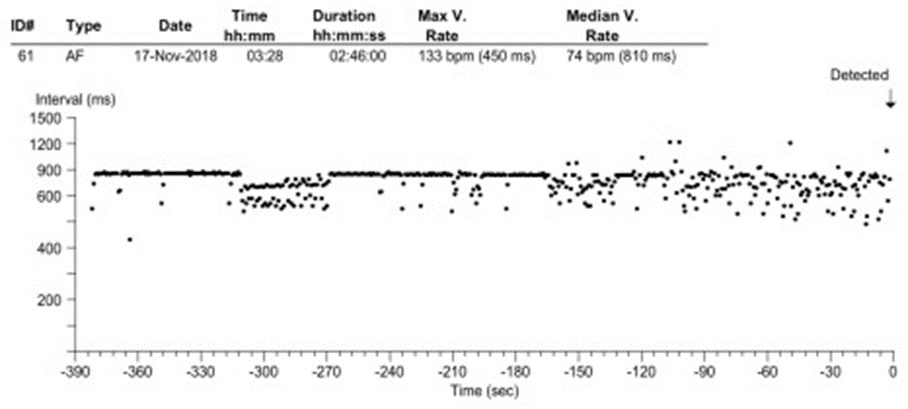 ID# Type Date Time hh:mm Duration hh:mm:ss Max V. Rate Median V. Rate
61 AF 17-Nov-2018 03:28 02:46:00 133 bpm (450 ms) 74 bpm (810 ms)
Detected
Interval (ms)
1500
1200
900
600
400
200
-390 -360 -330 -300 -270 -240 -210 -180 -150 -120 -90 -60 -30 0
Time (sec)